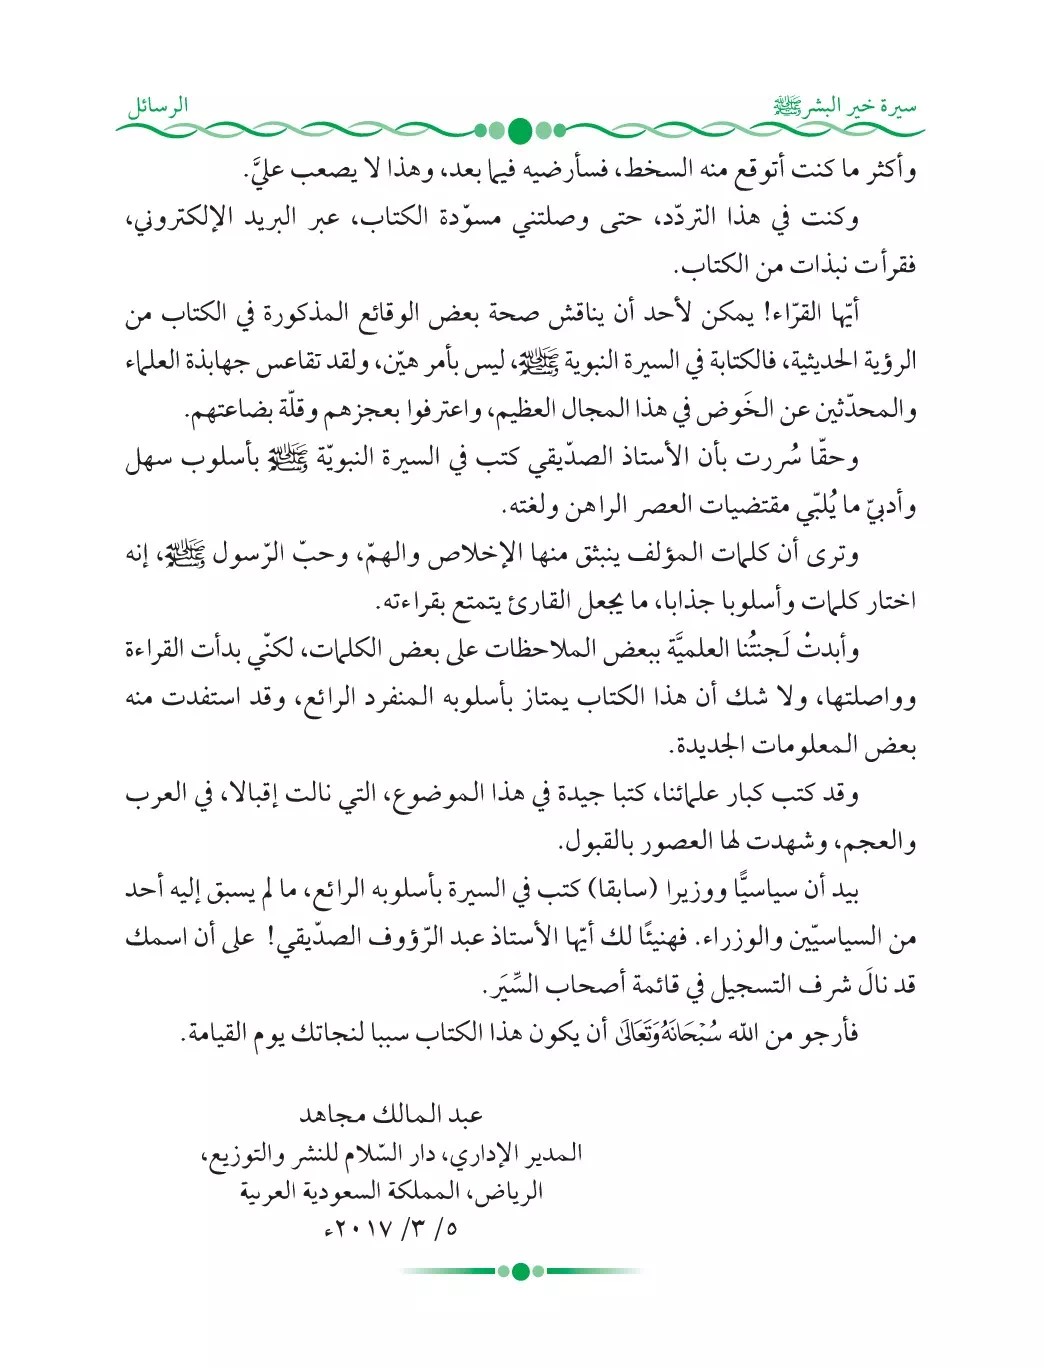 سيرة خير البشر ﷺ
الرسائل
وأكثر ما كنت أتوقع منه السخط، فسأرضيه فيما بعد، وهذا لا يصعب عليَّ.
وكنت في هذا التردّد، حتى وصلتني مسوّدة الكتاب، عبر البريد الإلكتروني،
فقرأت نبذات من الكتاب.
أيّها القرّاء! يمكن لأحد أن يناقش صحة بعض الوقائع المذكورة في الكتاب من
الرؤية الحديثية، فالكتابة في السيرة النبوية ﷺ، ليس بأمر هيّن، ولقد تقاعس جهابذة العلماء
والمحدّثين عن الخَوض في هذا المجال العظيم، واعترفوا بعجزهم وقلّة بضاعتهم.
وحقّا سُررت بأن الأستاذ الصدّيقي كتب في السيرة النبويّة ﷺ بأسلوب سهل
وأدبيّ ما يُلبّي مقتضيات العصر الراهن ولغته.
وترى أن كلمات المؤلف ينبثق منها الإخلاص والهمّ، وحبّ الرّسول ﷺ، إنه
اختار كلمات وأسلوبا جذابا، ما يجعل القارئ يتمتع بقراءته.
وأبدتْ لَجنتُنا العلميَّة ببعض الملاحظات على بعض الكلمات، لكنّي بدأت القراءة
وواصلتها، ولا شك أن هذا الكتاب يمتاز بأسلوبه المنفرد الرائع، وقد استفدت منه
بعض المعلومات الجديدة.
وقد كتب كبار علمائنا، كتبا جيدة في هذا الموضوع، التي نالت إقبالا، في العرب
والعجم، وشهدت لها العصور بالقبول.
بيد أن سياسيًّا ووزيرا (سابقا) كتب في السيرة بأسلوبه الرائع، ما لم يسبق إليه أحد
من السياسيّين والوزراء. فهنيئًا لك أيّها الأستاذ عبد الرّؤوف الصدّيقي! على أن اسمك
قد نالَ شرف التسجيل في قائمة أصحاب السِّيَر.
فأرجو من الله سُبْحَانَهُ وَتَعَالَى أن يكون هذا الكتاب سببا لنجاتك يوم القيامة.
عبد المالك مجاهد
المدير الإداري، دار السّلام للنشر والتوزيع،
الرياض، المملكة السعودية العربية
٥/ ٣/ ٢٠١٧ء